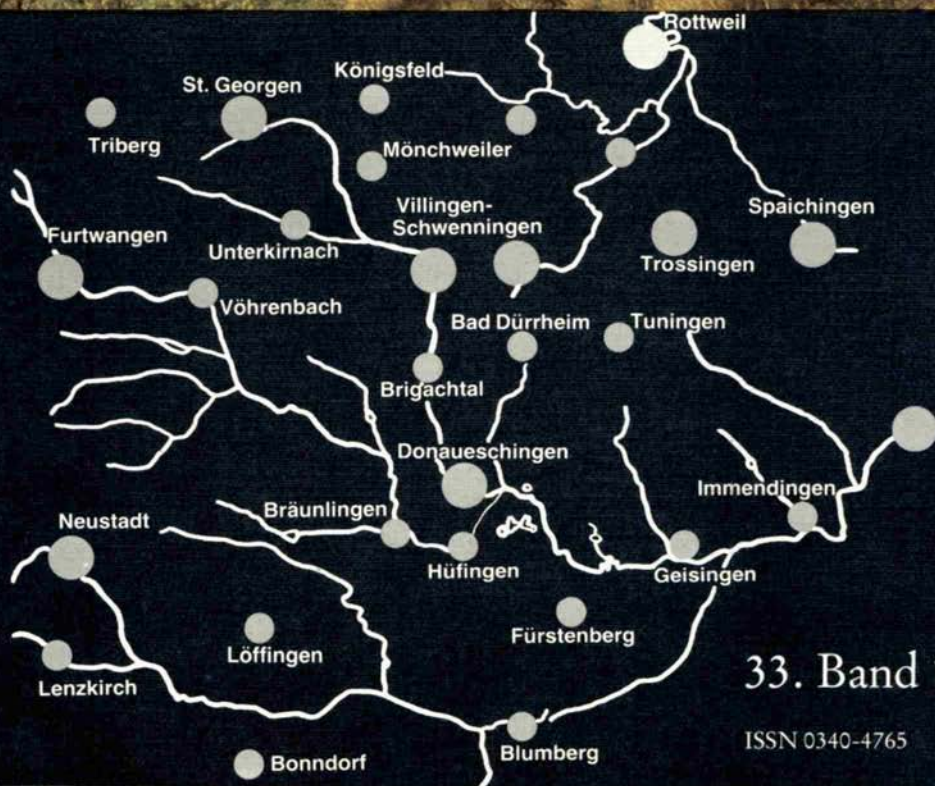 Rottweil
Königsfeld
St. Georgen
Triberg
Mönchweiler
Villingen-
Schwenningen
Spaichingen
Furtwangen
Unterkirnach
Trossingen
Vöhrenbach
Bad Dürrheim
Tuningen
Brigachtal
Donaueschingen
Immendingen
Bräunlingen
Neustadt
Hüfingen
Geisingen
Fürstenberg
Löffingen
33. Band
Lenzkirch
ISSN 0340-4765
Blumberg
Bonndorf